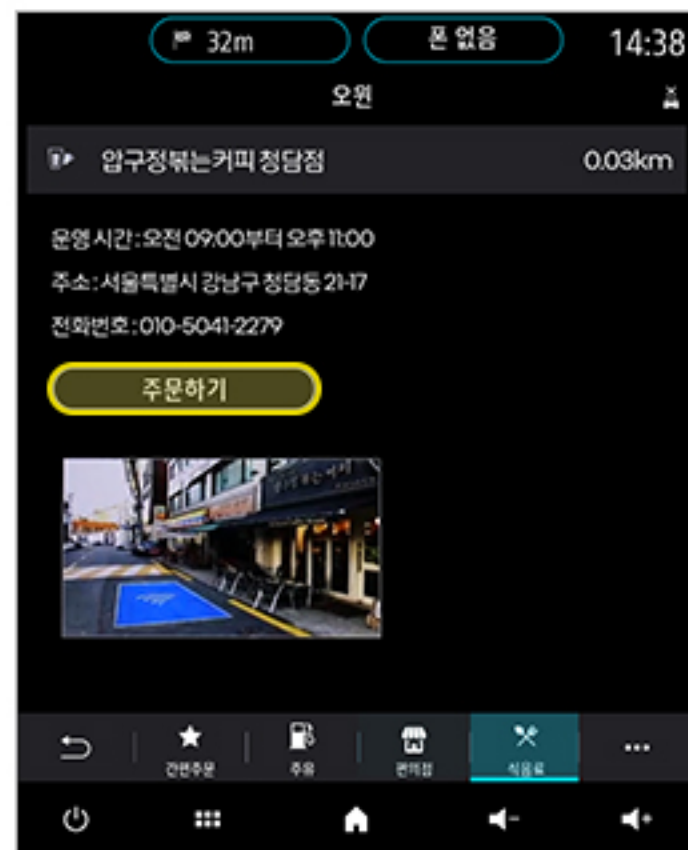 32m 폰 없음 14:38
오윈
압구정볶는커피 청담점 0.03km
운영 시간 : 오전 09:00부터 오후 11:00
주소 : 서울특별시 강남구 청담동 21-17
전화번호 : 010-5041-2279
주문하기
간편주문 주유 편의점 식음료